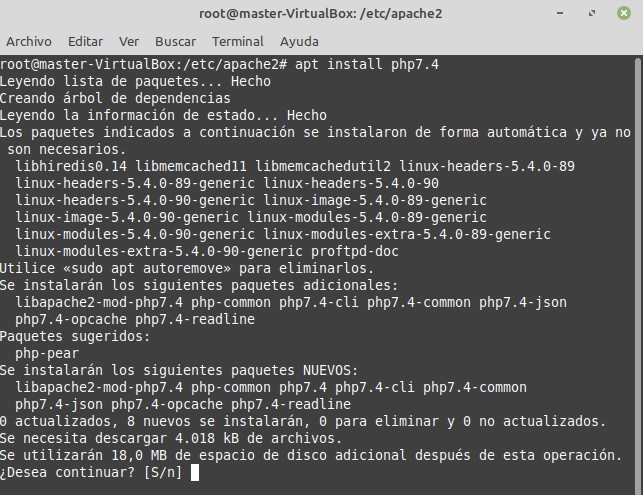 root@master-VirtualBox: /etc/apache2
Archivo Editar Ver Buscar Terminal Ayuda
root@master-VirtualBox:/etc/apache2# apt install php7.4
Leyendo lista de paquetes... Hecho
Creando árbol de dependencias
Leyendo la información de estado... Hecho
Los paquetes indicados a continuación se instalaron de forma automática y ya no
son necesarios.
libhiredis0.14 libmemcached11 libmemcachedutil2 linux-headers-5.4.0-89
linux-headers-5.4.0-89-generic linux-headers-5.4.0-90
linux-headers-5.4.0-90-generic linux-image-5.4.0-89-generic
linux-image-5.4.0-90-generic linux-modules-5.4.0-89-generic
linux-modules-5.4.0-90-generic linux-modules-extra-5.4.0-89-generic
linux-modules-extra-5.4.0-90-generic proftpd-doc
Utilice «sudo apt autoremove» para eliminarlos.
Se instalarán los siguientes paquetes adicionales:
libapache2-mod-php7.4 php-common php7.4-cli php7.4-common php7.4-json
php7.4-opcache php7.4-readline
Paquetes sugeridos:
php-pear
Se instalarán los siguientes paquetes NUEVOS:
libapache2-mod-php7.4 php-common php7.4 php7.4-cli php7.4-common
php7.4-json php7.4-opcache php7.4-readline
0 actualizados, 8 nuevos se instalarán, 0 para eliminar y 0 no actualizados.
Se necesita descargar 4.018 kB de archivos.
Se utilizarán 18,0 MB de espacio de disco adicional después de esta operación.
¿Desea continuar? [S/n]